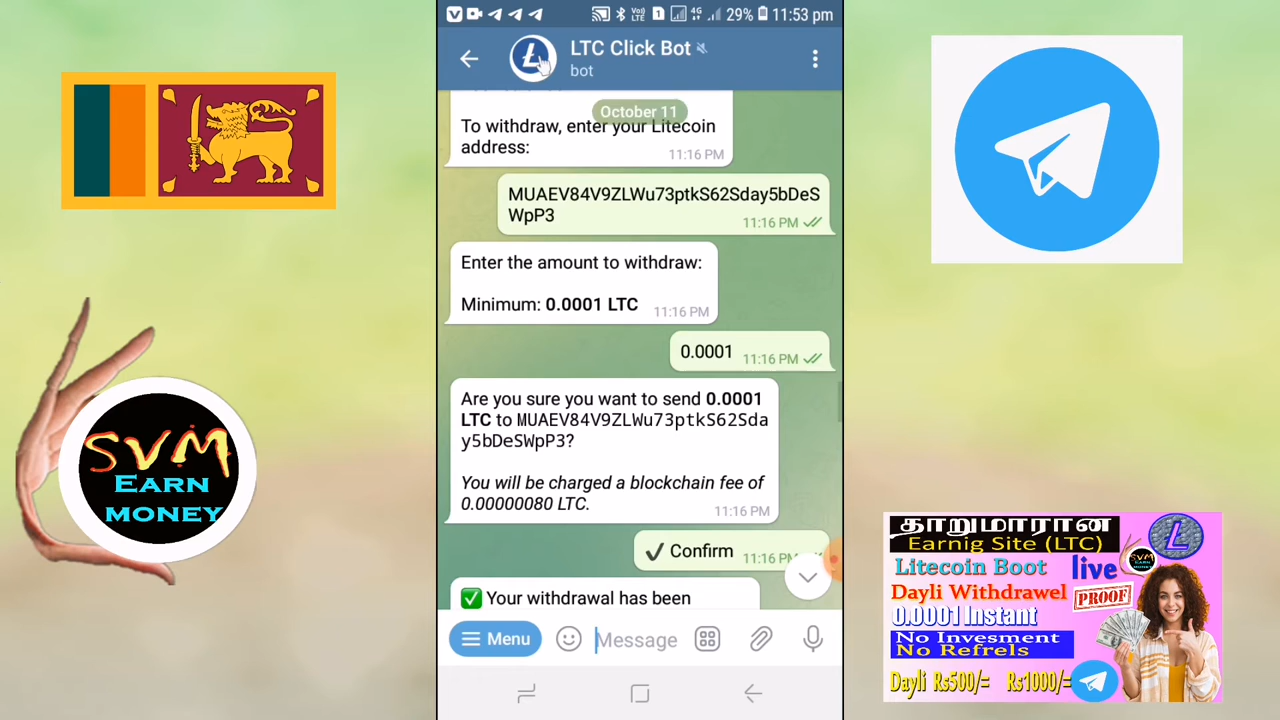 29% 11:53 pm
LTC Click Bot
bot
October 11
To withdraw, enter your Litecoin
address:
11:16 PM
MUAEV84V9ZLWu73ptkS62Sday5bDeS
WpP3
11:16 PM
Enter the amount to withdraw:
Minimum: 0.0001 LTC
11:16 PM
0.0001
11:16 PM
Are you sure you want to send 0.0001
LTC to MUAEV84V9ZLWu73ptkS62Sda
y5bDeSWpP3?
You will be charged a blockchain fee of
0.00000080 LTC.
11:16 PM
✔ Confirm
11:16 PM
✅ Your withdrawal has been
Menu
Message
SVM
EARN
MONEY
தாறுமாரான
Earnig Site (LTC)
Litecoin Boot
live
Dayli Withdrawel
PROOF
0.0001 Instant
No Invesment
No Refrels
Dayli Rs500/= Rs1000/=